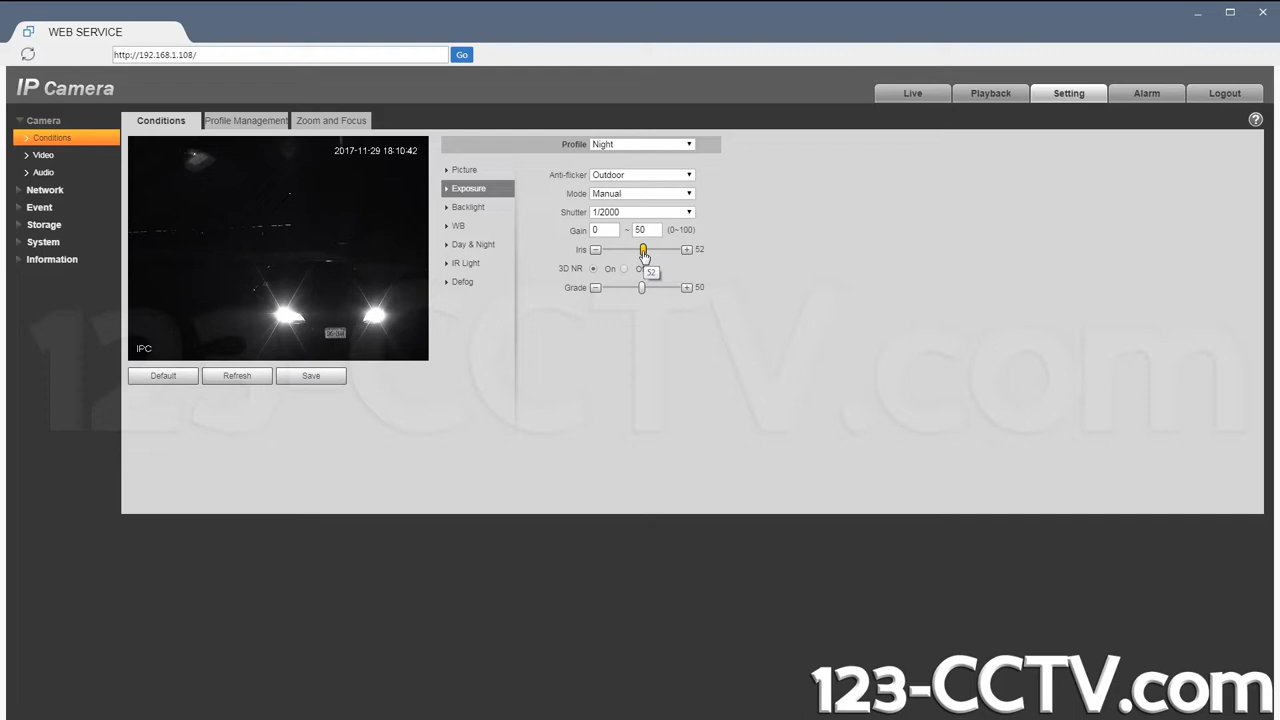 WEB SERVICE
http://192.168.1.108/
Go
IP Camera
Live
Playback
Setting
Alarm
Logout
Camera
Conditions
Video
Audio
Network
Event
Storage
System
Information
Conditions
Profile Management
Zoom and Focus
2017-11-29 18:10:42
IPC
Default
Refresh
Save
Picture
Exposure
Backlight
WB
Day & Night
IR Light
Defog
Profile Night
Anti-flicker Outdoor
Mode Manual
Shutter 1/2000
Gain 0 ~ 50 (0~100)
Iris 52
3D NR On
52
Grade 50
123-CCTV.com
123-CCTV.com